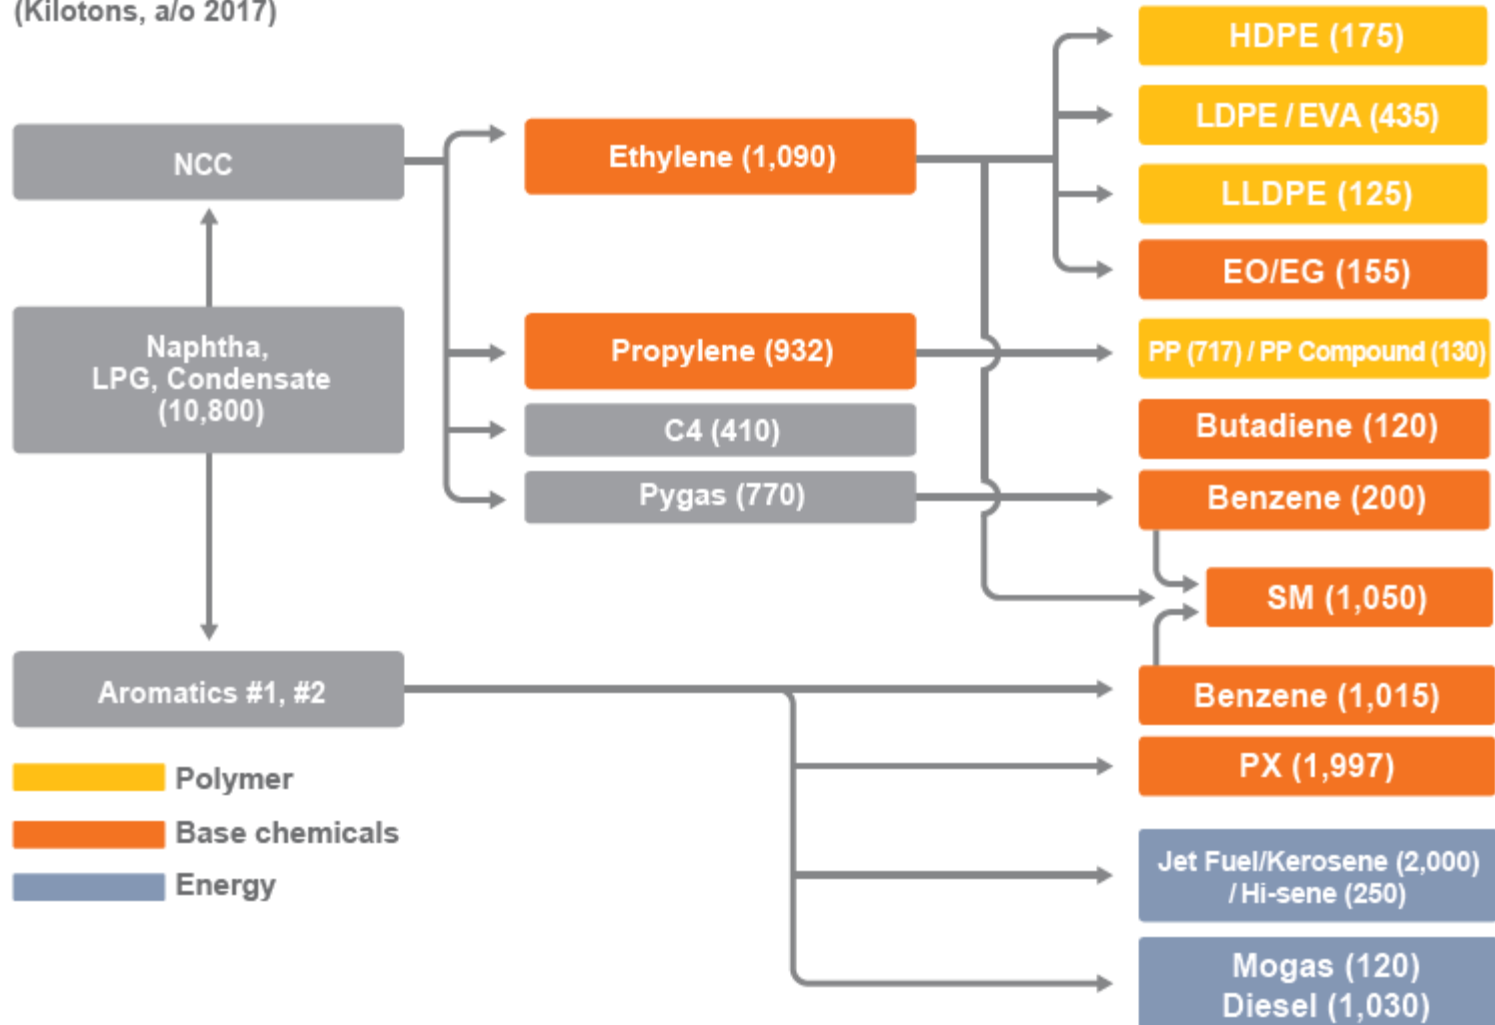 (Kilotons, a/o 2017)
NCC
Naphtha,
LPG, Condensate
(10,800)
Aromatics #1, #2
Ethylene (1,090)
Propylene (932)
C4 (410)
Pygas (770)
HDPE (175)
LDPE / EVA (435)
LLDPE (125)
EO/EG (155)
PP (717) / PP Compound (130)
Butadiene (120)
Benzene (200)
SM (1,050)
Benzene (1,015)
PX (1,997)
Jet Fuel/Kerosene (2,000)
/ Hi-sene (250)
Mogas (120)
Diesel (1,030)
Polymer
Base chemicals
Energy